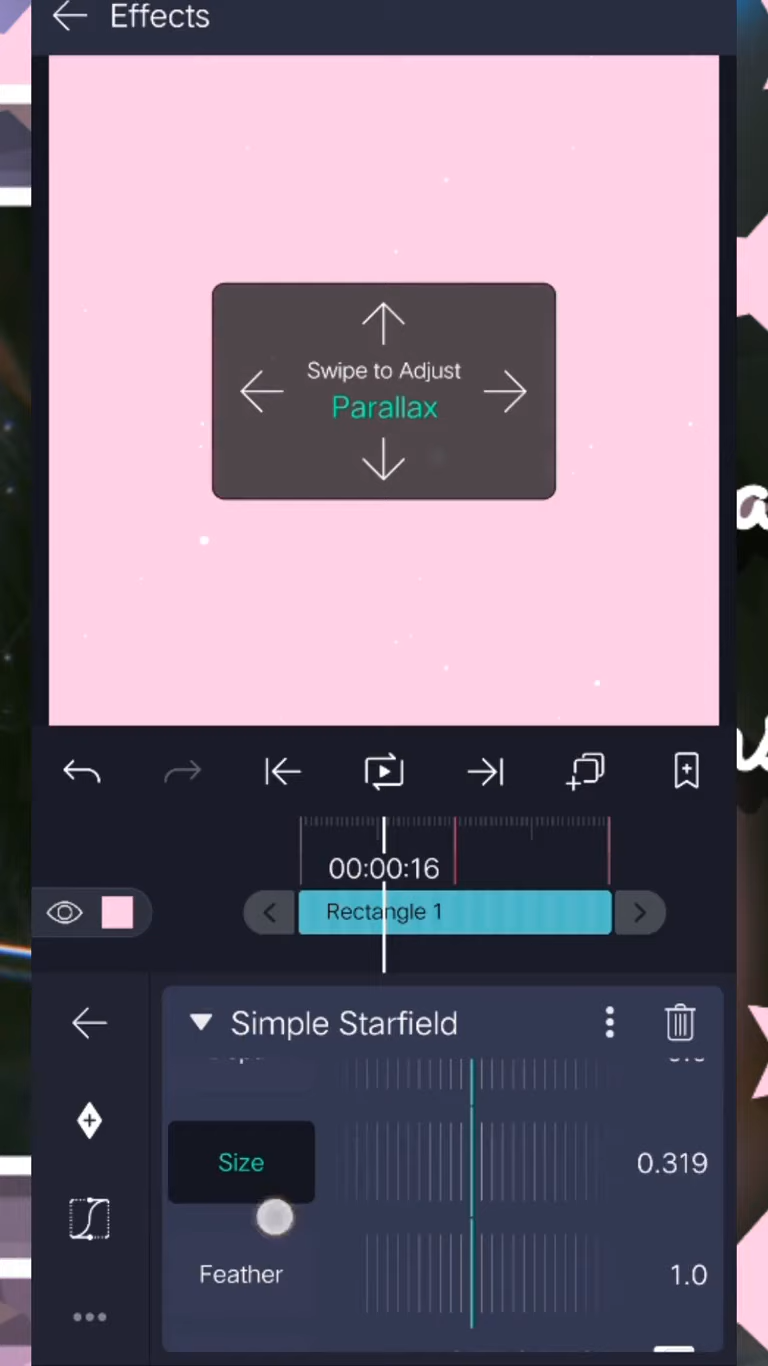 Effects
Swipe to Adjust
Parallax
00:00:16
Rectangle 1
Simple Starfield
Size
0.319
Feather
1.0